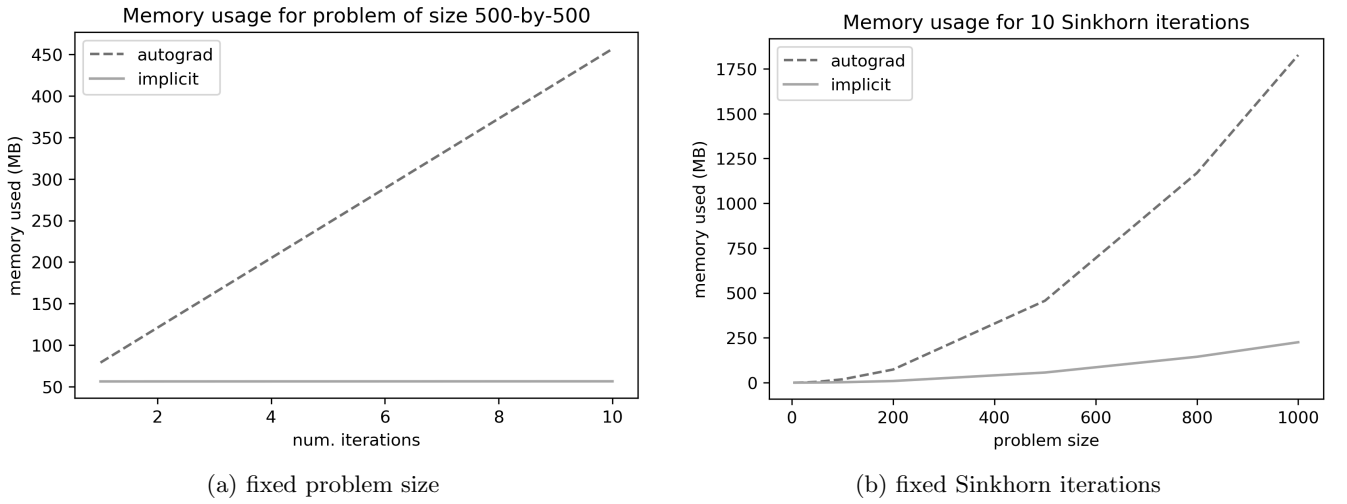 Memory usage for problem of size 500-by-500
autograd
implicit
450
400
350
300
250
200
150
100
50
memory used (MB)
2 4 6 8 10
num. iterations
(a) fixed problem size
Memory usage for 10 Sinkhorn iterations
autograd
implicit
1750
1500
1250
1000
750
500
250
0
memory used (MB)
0 200 400 600 800 1000
problem size
(b) fixed Sinkhorn iterations